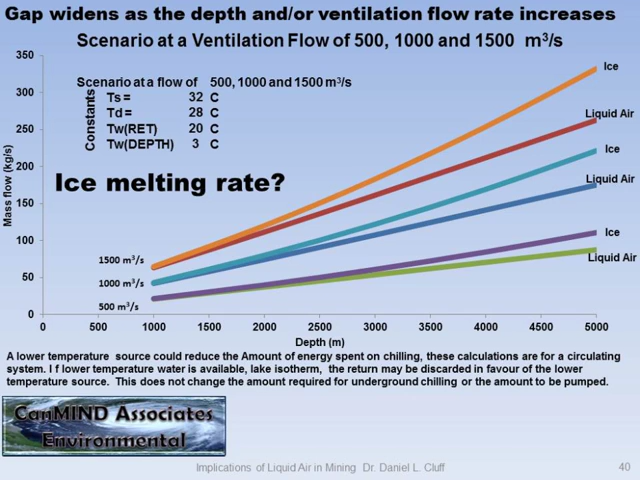 Gap widens as the depth and/or ventilation flow rate increases
Scenario at a Ventilation Flow of 500, 1000 and 1500 m³/s
350
300
250
200
150
100
50
0
Mass flow (kg/s)
Scenario at a flow of 500, 1000 and 1500 m³/s
Constants
Ts = 32 C
Td = 28 C
Tw(RET) 20 C
Tw(DEPTH) 3 C
Ice melting rate?
Ice
Liquid Air
Ice
Liquid Air
Ice
Liquid Air
1500 m³/s
1000 m³/s
500 m³/s
0 500 1000 1500 2000 2500 3000 3500 4000 4500 5000
Depth (m)
A lower temperature source could reduce the Amount of energy spent on chilling, these calculations are for a circulating
system. I f lower temperature water is available, lake isotherm, the return may be discarded in favour of the lower
temperature source. This does not change the amount required for underground chilling or the amount to be pumped.
CanMIND Associates
Environmental
Implications of Liquid Air in Mining Dr. Daniel L. Cluff
40